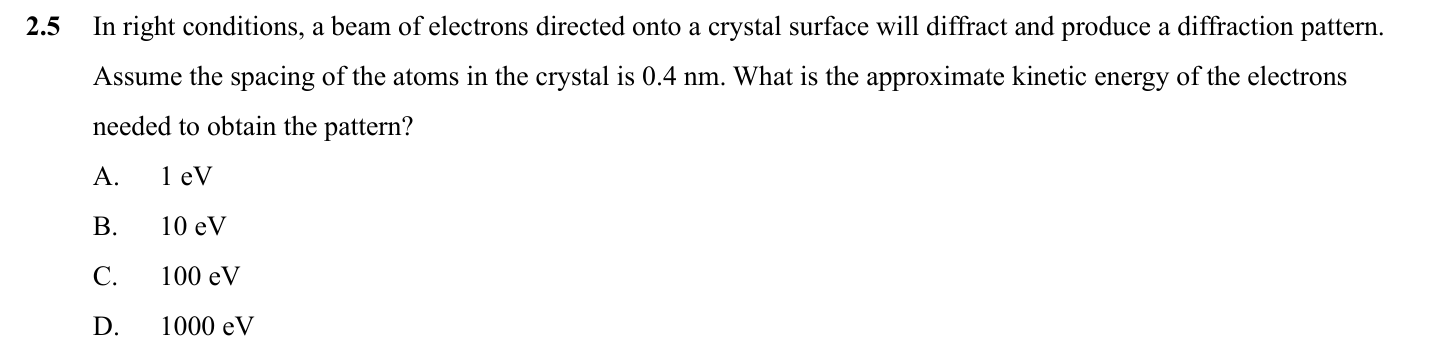 2.5 In right conditions, a beam of electrons directed onto a crystal surface will diffract and produce a diffraction pattern.
Assume the spacing of the atoms in the crystal is 0.4 nm. What is the approximate kinetic energy of the electrons
needed to obtain the pattern?
A. 1 eV
B. 10 eV
C. 100 eV
D. 1000 eV